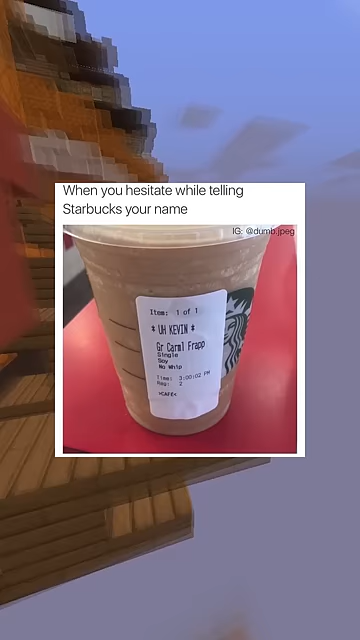 When you hesitate while telling
Starbucks your name
IG: @dumb.jpeg
Item: 1 of 1
* UH KEVIN *
Gr Carml Frapp
Single
Soy
No Whip
Time: 3:00:02 PM
Reg: 2
>CAFE<